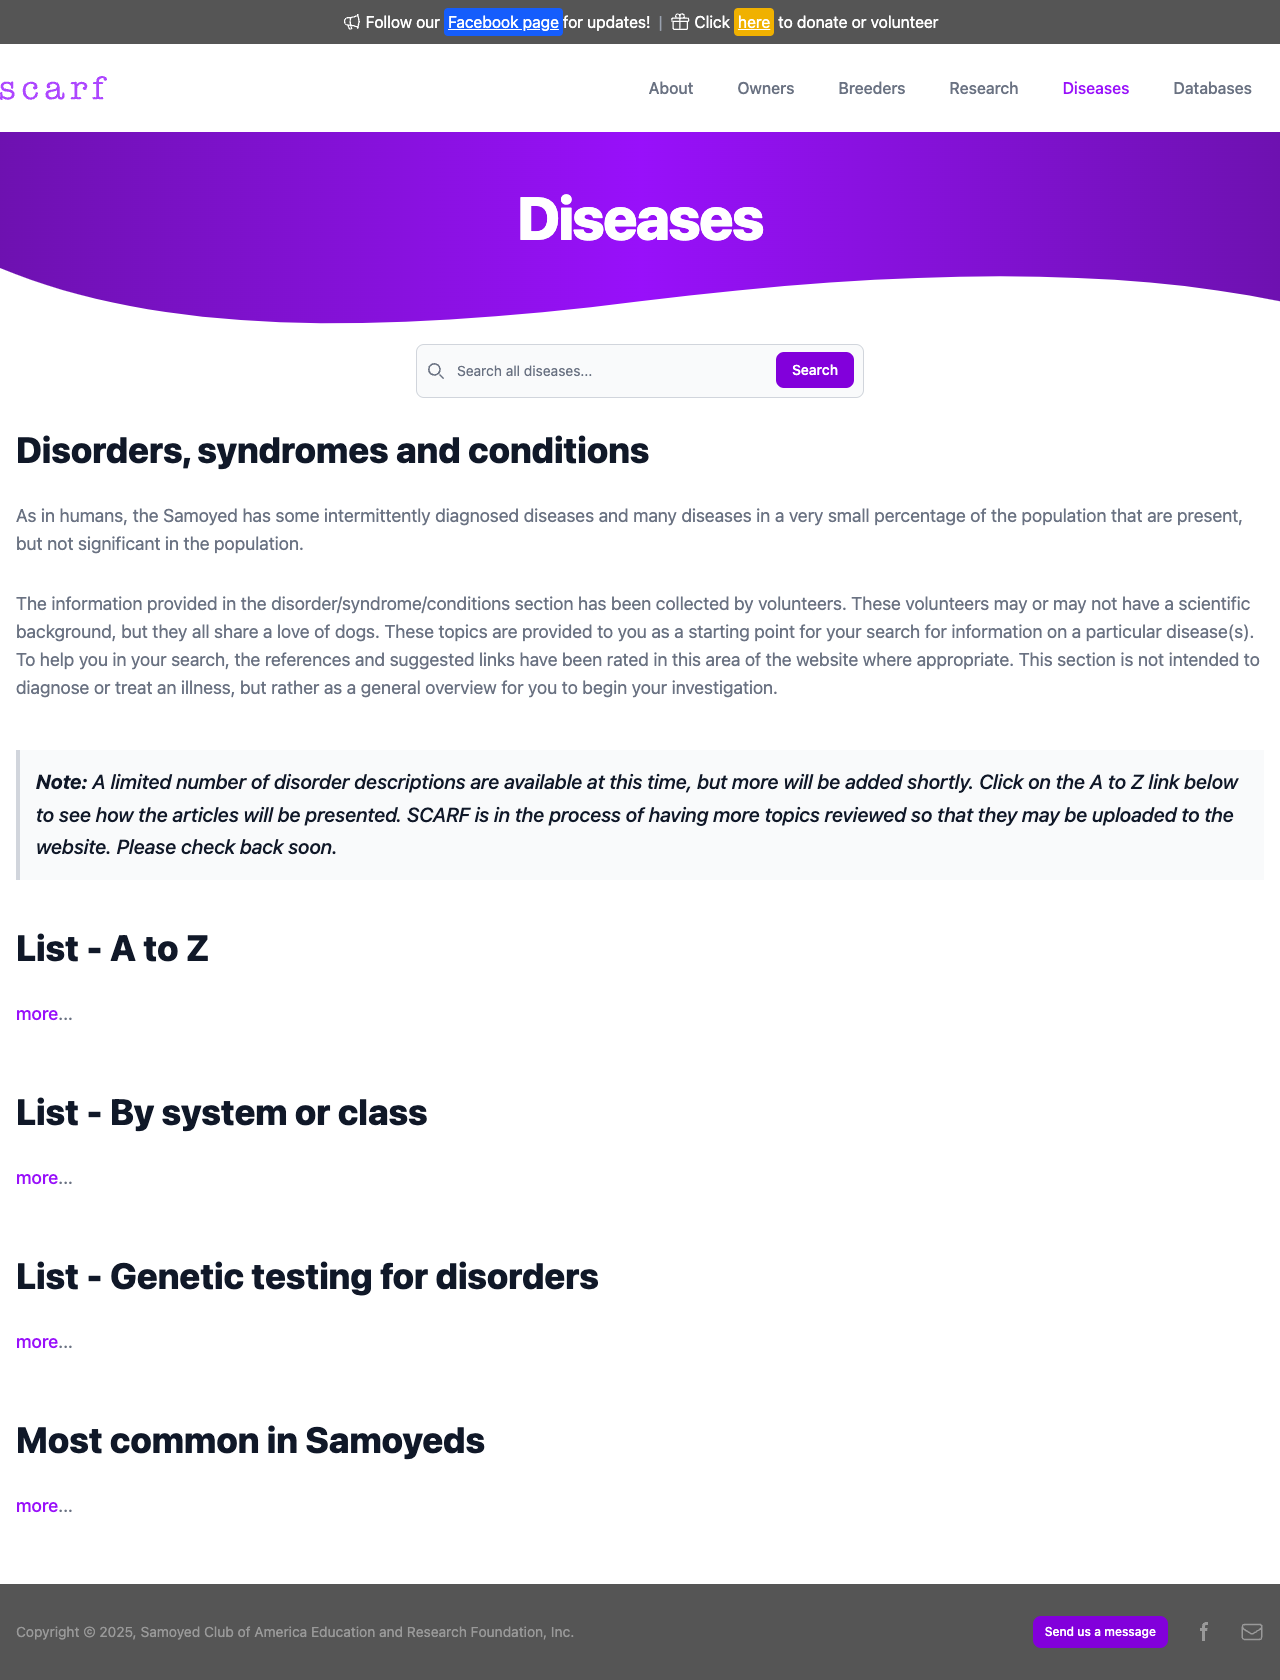 Follow our Facebook page for updates! | Click here to donate or volunteer
scarf
About Owners Breeders Research Diseases Databases
Diseases
Search all diseases... Search
Disorders, syndromes and conditions
As in humans, the Samoyed has some intermittently diagnosed diseases and many diseases in a very small percentage of the population that are present,
but not significant in the population.
The information provided in the disorder/syndrome/conditions section has been collected by volunteers. These volunteers may or may not have a scientific
background, but they all share a love of dogs. These topics are provided to you as a starting point for your search for information on a particular disease(s).
To help you in your search, the references and suggested links have been rated in this area of the website where appropriate. This section is not intended to
diagnose or treat an illness, but rather as a general overview for you to begin your investigation.
Note: A limited number of disorder descriptions are available at this time, but more will be added shortly. Click on the A to Z link below
to see how the articles will be presented. SCARF is in the process of having more topics reviewed so that they may be uploaded to the
website. Please check back soon.
List - A to Z
more...
List - By system or class
more...
List - Genetic testing for disorders
more...
Most common in Samoyeds
more...
Copyright © 2025, Samoyed Club of America Education and Research Foundation, Inc. Send us a message